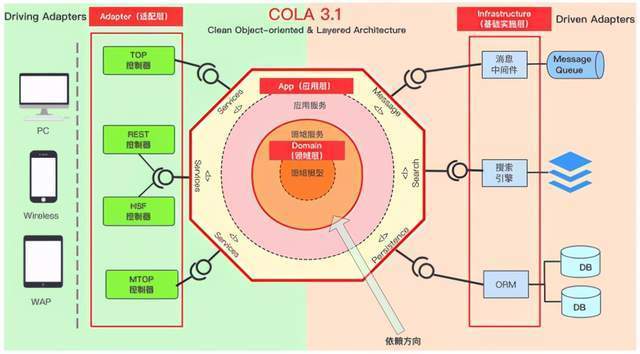 COLA 3.1
Clean Object-oriented & Layered Architecture
Driving Adapters
Adapter（适配层）
Infrastructure
（基础实施层）
Driven Adapters
TOP
控制器
REST
控制器
HSF
控制器
MTOP
控制器
PC
Wireless
WAP
Services
</>
Services
</>
Services
</>
App（应用层）
应用服务
领域服务
Domain
（领域层）
领域模型
Message
</>
Search
</>
Persistence
</>
消息
中间件
Message
Queue
搜索
引擎
ORM
DB
DB
依赖方向